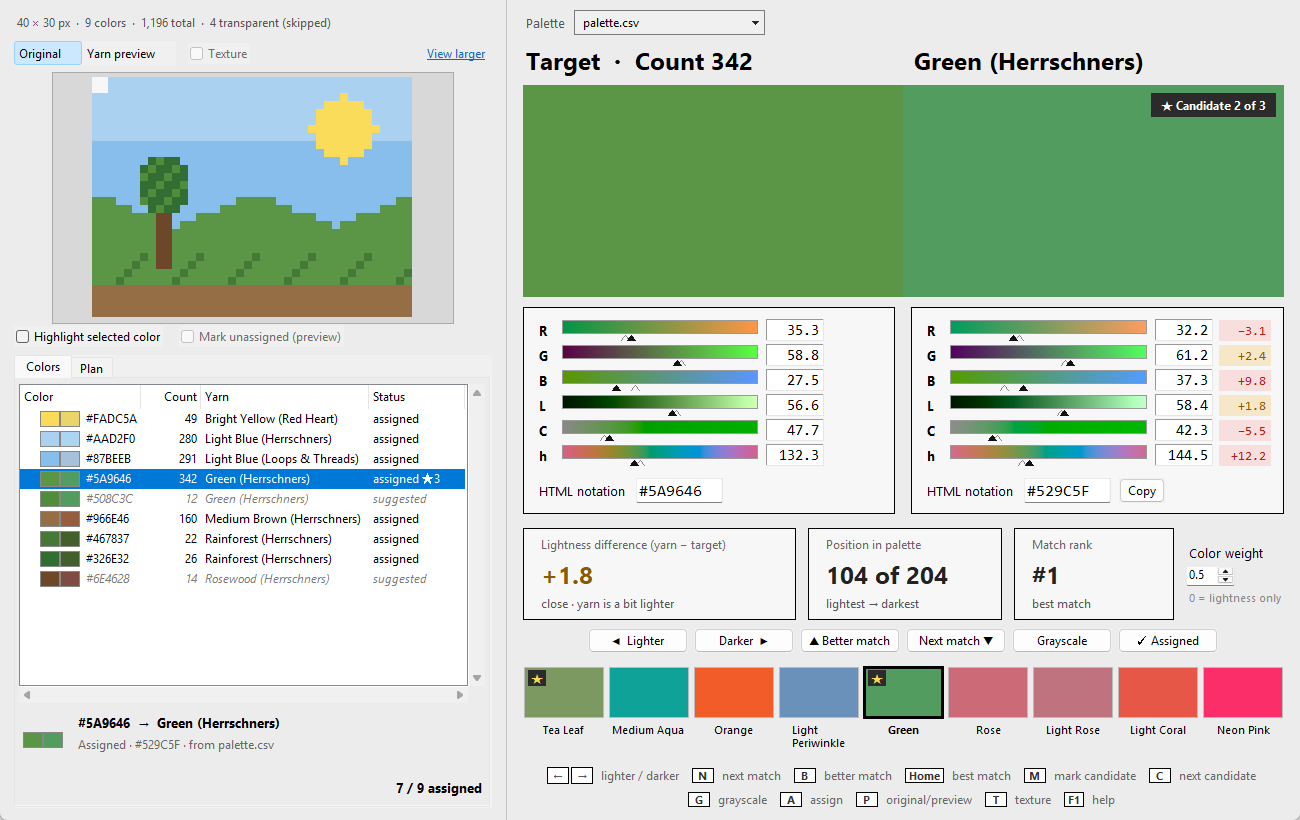 40 × 30 px · 9 colors · 1,196 total · 4 transparent (skipped)
Original Yarn preview Texture View larger
Highlight selected color Mark unassigned (preview)
Colors Plan
Color Count Yarn Status
#FADC5A 49 Bright Yellow (Red Heart) assigned
#AAD2F0 280 Light Blue (Herrschners) assigned
#87BEEB 291 Light Blue (Loops & Threads) assigned
#5A9646 342 Green (Herrschners) assigned ★3
#508C3C 12 Green (Herrschners) suggested
#966E46 160 Medium Brown (Herrschners) assigned
#467837 22 Rainforest (Herrschners) assigned
#326E32 26 Rainforest (Herrschners) assigned
#6E4628 14 Rosewood (Herrschners) suggested
#5A9646 → Green (Herrschners)
Assigned · #529C5F · from palette.csv
7 / 9 assigned
Palette palette.csv
Target · Count 342 Green (Herrschners)
★ Candidate 2 of 3
R 35.3
G 58.8
B 27.5
L 56.6
C 47.7
h 132.3
HTML notation #5A9646
R 32.2 −3.1
G 61.2 +2.4
B 37.3 +9.8
L 58.4 +1.8
C 42.3 −5.5
h 144.5 +12.2
HTML notation #529C5F Copy
Lightness difference (yarn − target)
+1.8
close · yarn is a bit lighter
Position in palette
104 of 204
lightest → darkest
Match rank
#1
best match
Color weight
0.5
0 = lightness only
◄ Lighter Darker ► ▲ Better match Next match ▼ Grayscale ✓ Assigned
★ ★
Tea Leaf Medium Aqua Orange Light Periwinkle Green Rose Light Rose Light Coral Neon Pink
← → lighter / darker N next match B better match Home best match M mark candidate C next candidate
G grayscale A assign P original/preview T texture F1 help